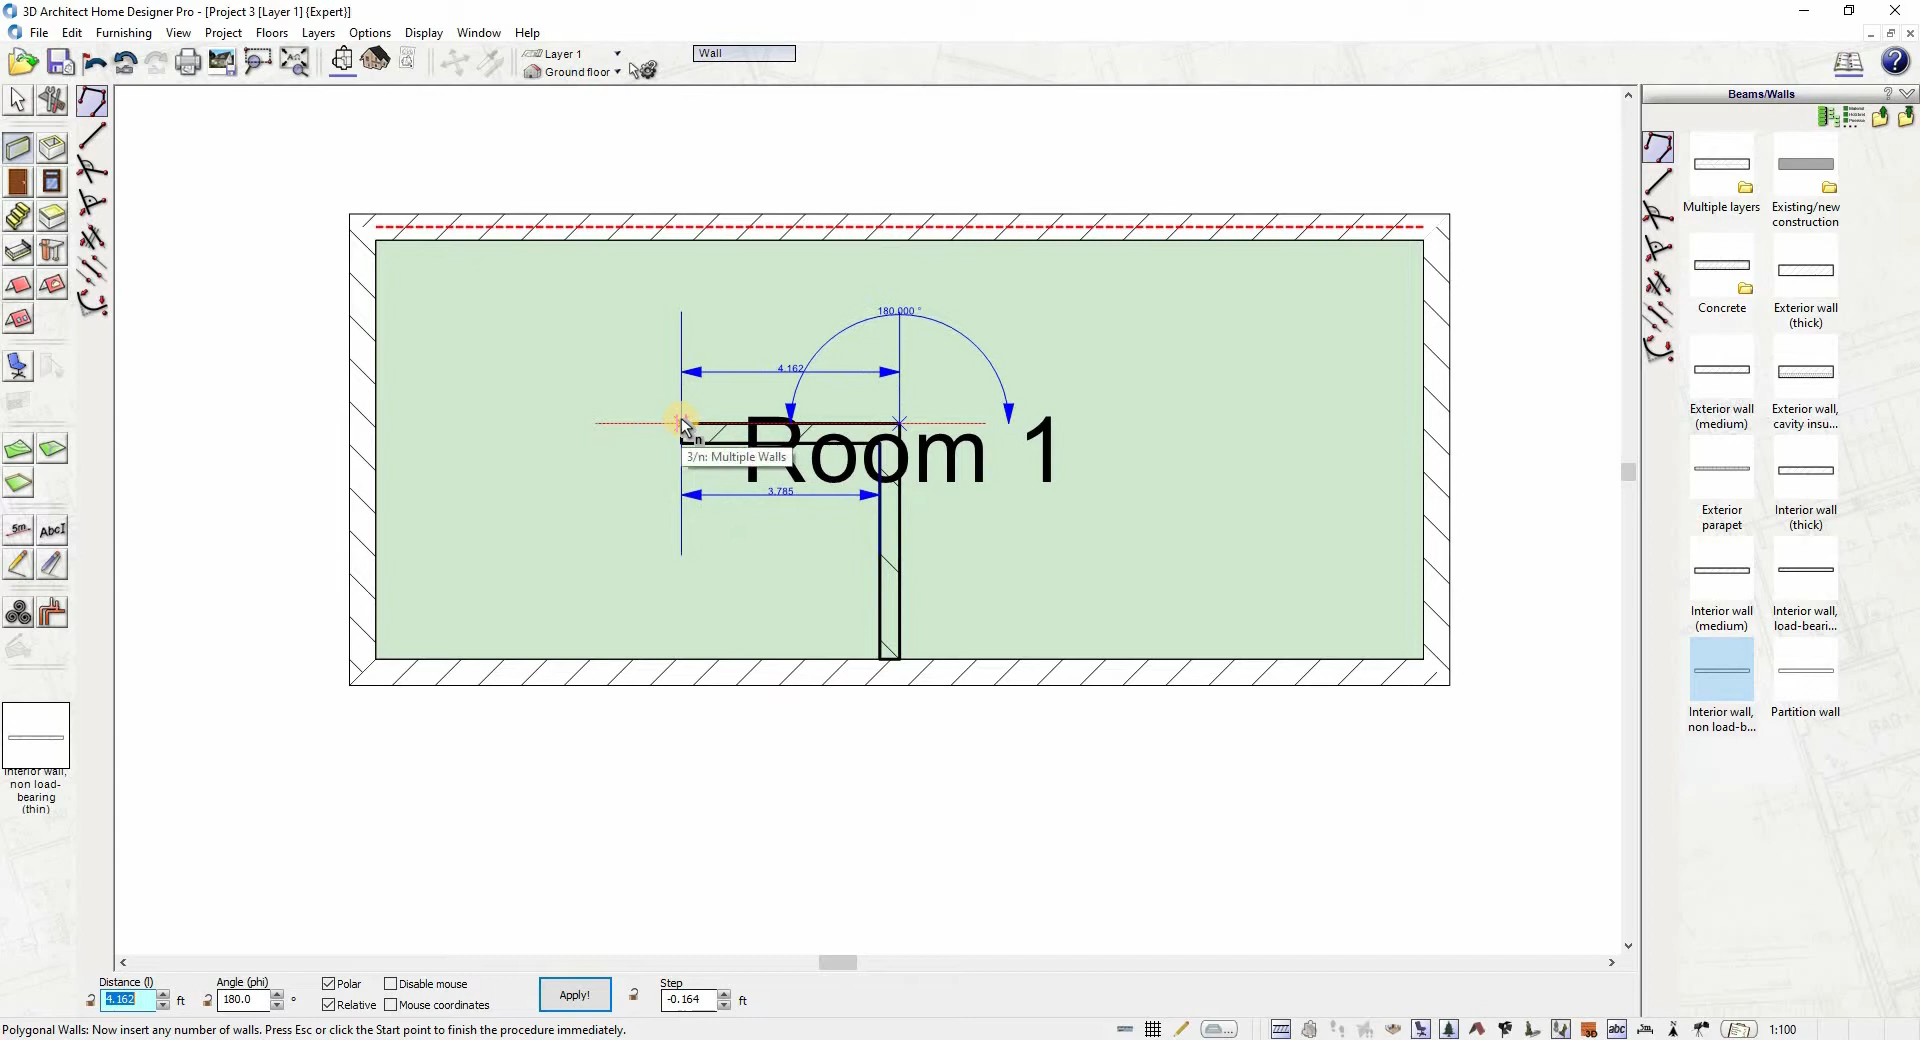 3D Architect Home Designer Pro - [Project 3 [Layer 1] {Expert}]
File Edit Furnishing View Project Floors Layers Options Display Window Help
Layer 1
Ground floor
Wall
Beams/Walls
Multiple layers
Existing/new
construction
Concrete
Exterior wall
(thick)
Exterior wall
(medium)
Exterior wall,
cavity insu...
Exterior
parapet
Interior wall
(thick)
Interior wall
(medium)
Interior wall,
load-beari...
Interior wall,
non load-b...
Partition wall
180.000 °
4.162
Room 1
3/n: Multiple Walls
3.785
5m
AbcI
Interior wall,
non load-
bearing
(thin)
Distance (l)
4.162 ft
Angle (phi)
180.0 °
Polar
Relative
Disable mouse
Mouse coordinates
Apply!
Step
-0.164 ft
Polygonal Walls: Now insert any number of walls. Press Esc or click the Start point to finish the procedure immediately.
3D
abc
1:100